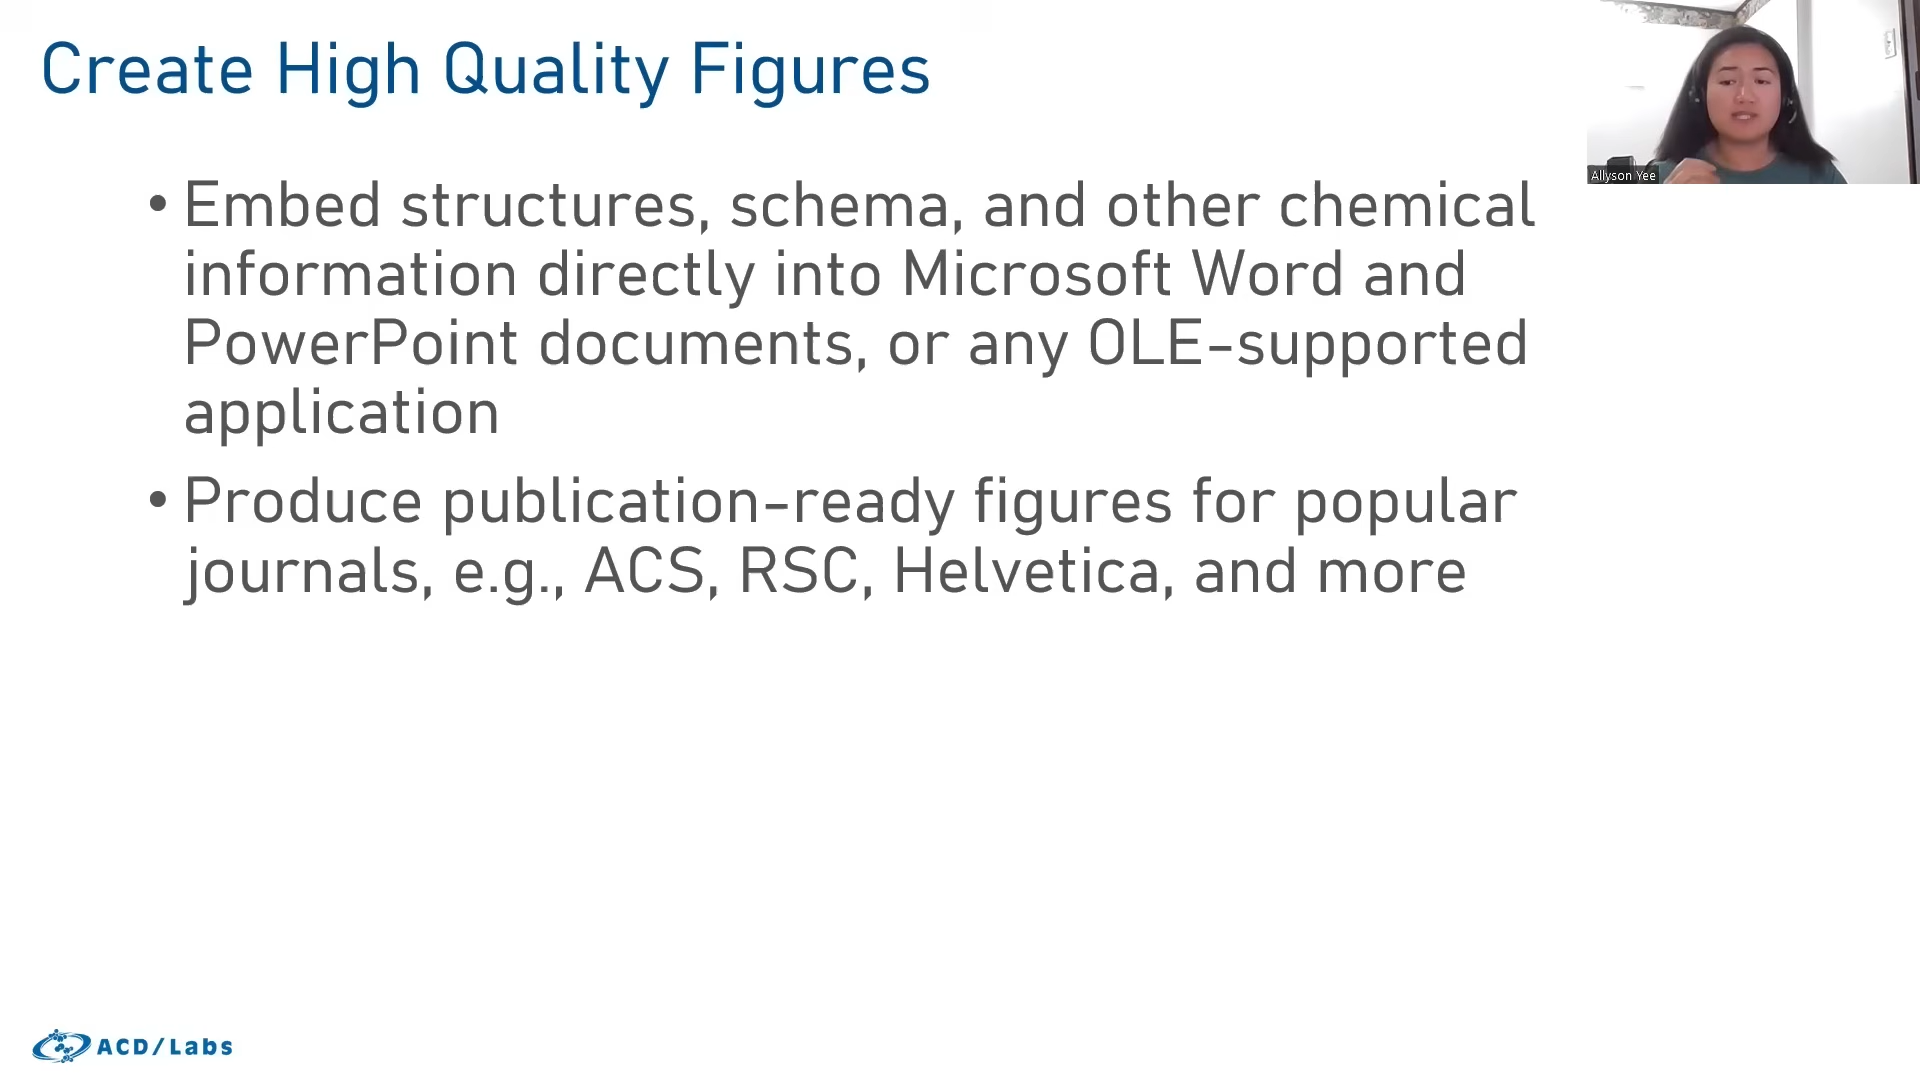 Create High Quality Figures
Allyson Yee
• Embed structures, schema, and other chemical
information directly into Microsoft Word and
PowerPoint documents, or any OLE-supported
application
• Produce publication-ready figures for popular
journals, e.g., ACS, RSC, Helvetica, and more
ACD/Labs